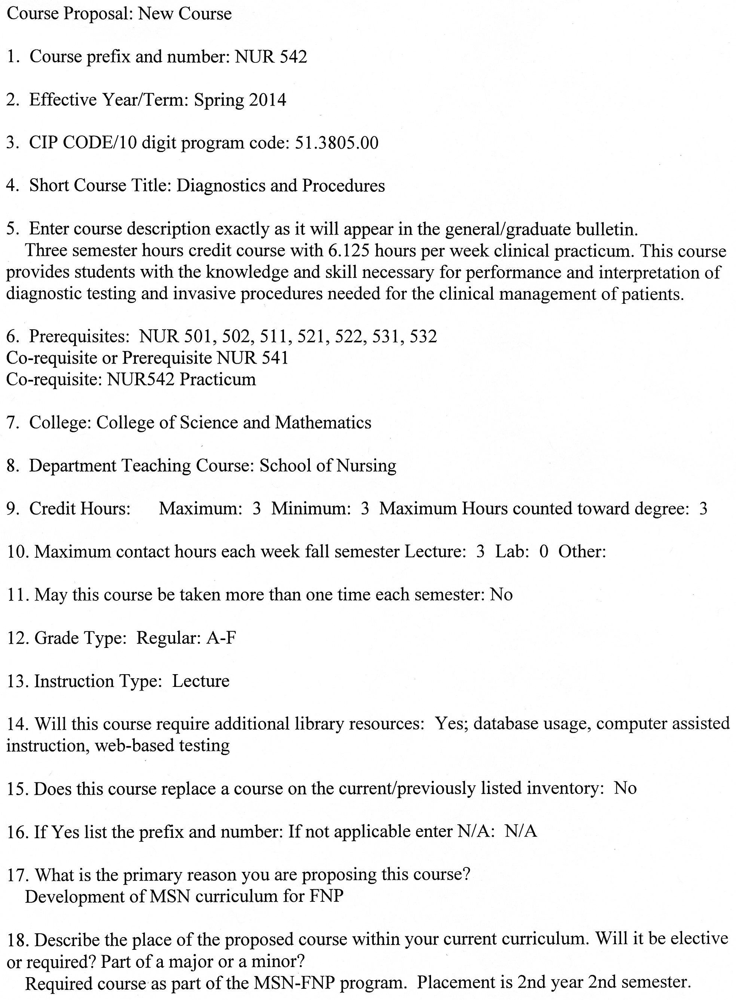 Course Proposal: New Course
1. Course prefix and number: NUR 542
2. Effective Year/Term: Spring 2014
3. CIP CODE/10 digit program code: 51.3805.00
4. Short Course Title: Diagnostics and Procedures
5. Enter course description exactly as it will appear in the general/graduate bulletin.
Three semester hours credit course with 6.125 hours per week clinical practicum. This course
provides students with the knowledge and skill necessary for performance and interpretation of
diagnostic testing and invasive procedures needed for the clinical management of patients.
6. Prerequisites: NUR 501, 502, 511, 521, 522, 531, 532
Co-requisite or Prerequisite NUR 541
Co-requisite: NUR542 Practicum
7. College: College of Science and Mathematics
8. Department Teaching Course: School of Nursing
9. Credit Hours: Maximum: 3 Minimum: 3 Maximum Hours counted toward degree: 3
10. Maximum contact hours each week fall semester Lecture: 3 Lab: 0 Other:
11. May this course be taken more than one time each semester: No
12. Grade Type: Regular: A-F
13. Instruction Type: Lecture
14. Will this course require additional library resources: Yes; database usage, computer assisted
instruction, web-based testing
15. Does this course replace a course on the current/previously listed inventory: No
16. If Yes list the prefix and number: If not applicable enter N/A: N/A
17. What is the primary reason you are proposing this course?
Development of MSN curriculum for FNP
18. Describe the place of the proposed course within your current curriculum. Will it be elective
or required? Part of a major or a minor?
Required course as part of the MSN-FNP program. Placement is 2nd year 2nd semester.